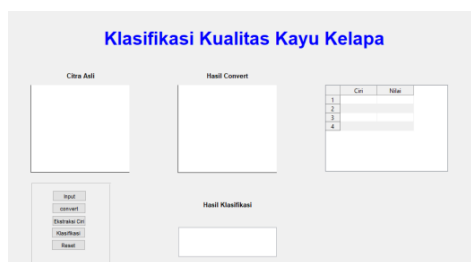 Klasifikasi Kualitas Kayu Kelapa
Citra Asli
Hasil Convert
Ciri Nilai
1
2
3
4
Input
convert
Ekstraksi Ciri
Klasifikasi
Reset
Hasil Klasifikasi